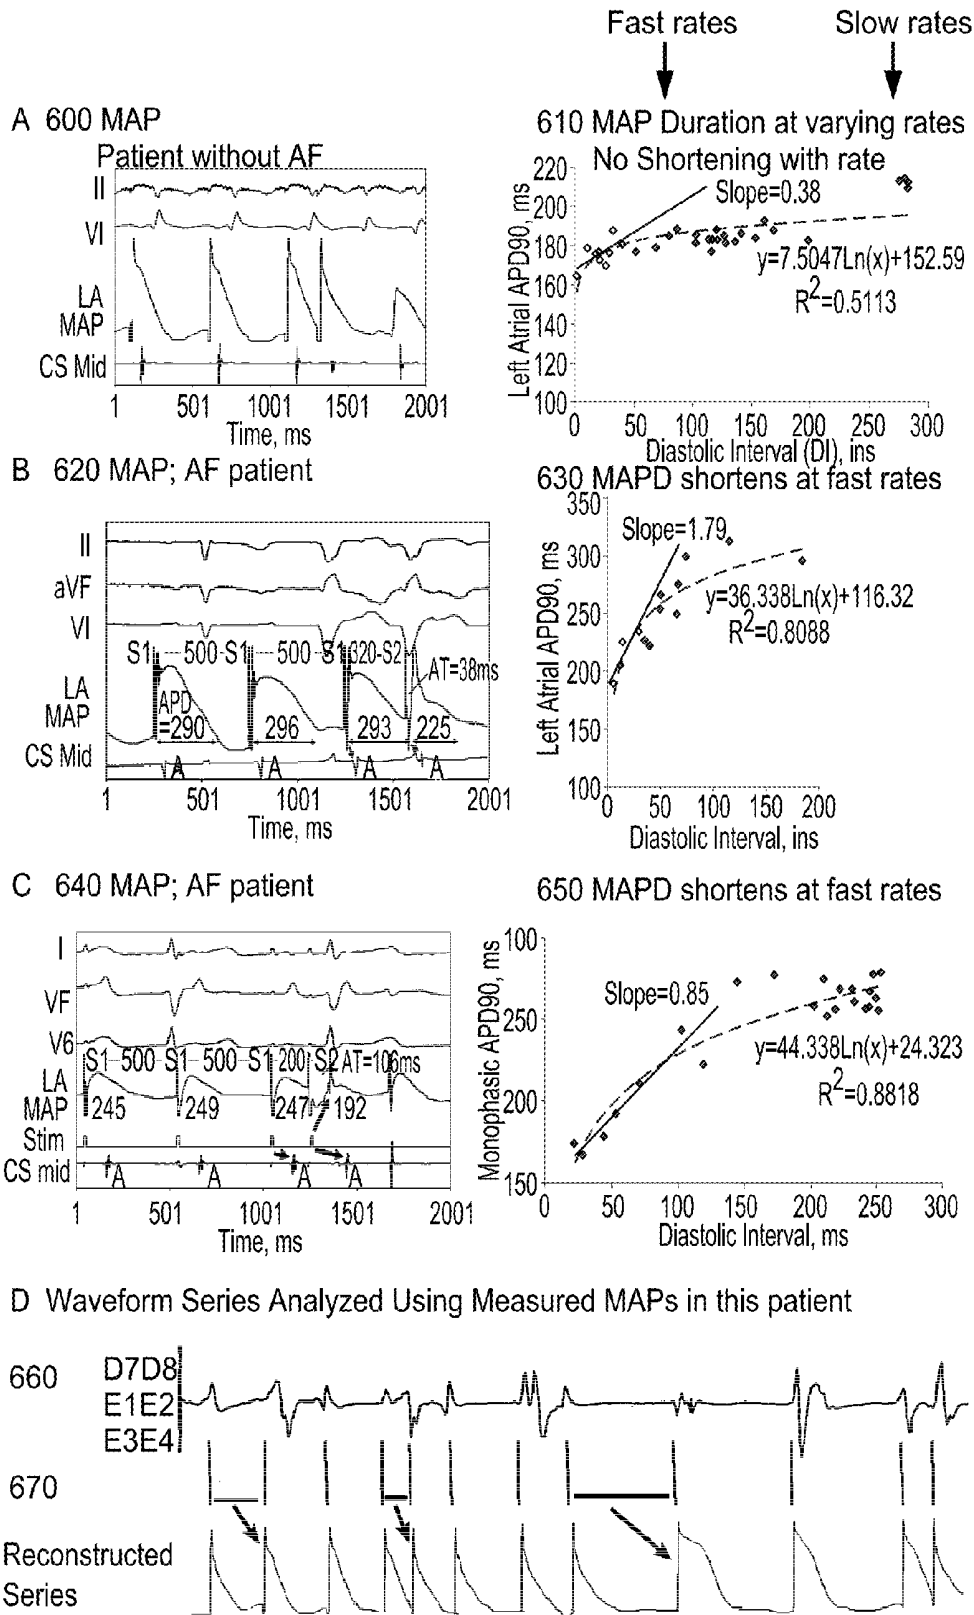 Fast rates Slow rates
A 600 MAP
Patient without AF
II
VI
LA
MAP
CS Mid
1 501 1001 1501 2001
Time, ms
610 MAP Duration at varying rates
No Shortening with rate
Slope=0.38
y=7.5047Ln(x)+152.59
R2=0.5113
Left Atrial APD90, ms
220
200
180
160
140
120
100
0 50 100 150 200 300
Diastolic Interval (DI), ins
B 620 MAP; AF patient
II
aVF
VI
S1 500 S1 500 S1 320-S2
AT=38ms
LA
MAP
APD
=290 296 293 225
CS Mid
A A A A
1 501 1001 1501 2001
Time, ms
630 MAPD shortens at fast rates
Slope=1.79
y=36.338Ln(x)+116.32
R2=0.8088
Left Atrial APD90, ms
350
300
250
200
150
100
0 50 100 150 200
Diastolic Interval, ins
C 640 MAP; AF patient
I
VF
V6
S1 500 S1 500 S1 200 S2 AT=106ms
LA
MAP
245 249 247 192
Stim
CS mid
A A A A
1 501 1001 1501 2001
Time, ms
650 MAPD shortens at fast rates
Slope=0.85
y=44.338Ln(x)+24.323
R2=0.8818
Monophasic APD90, ms
100
250
200
150
0 50 100 150 200 250 300
Diastolic Interval, ms
D Waveform Series Analyzed Using Measured MAPs in this patient
660
D7D8
E1E2
E3E4
670
Reconstructed
Series